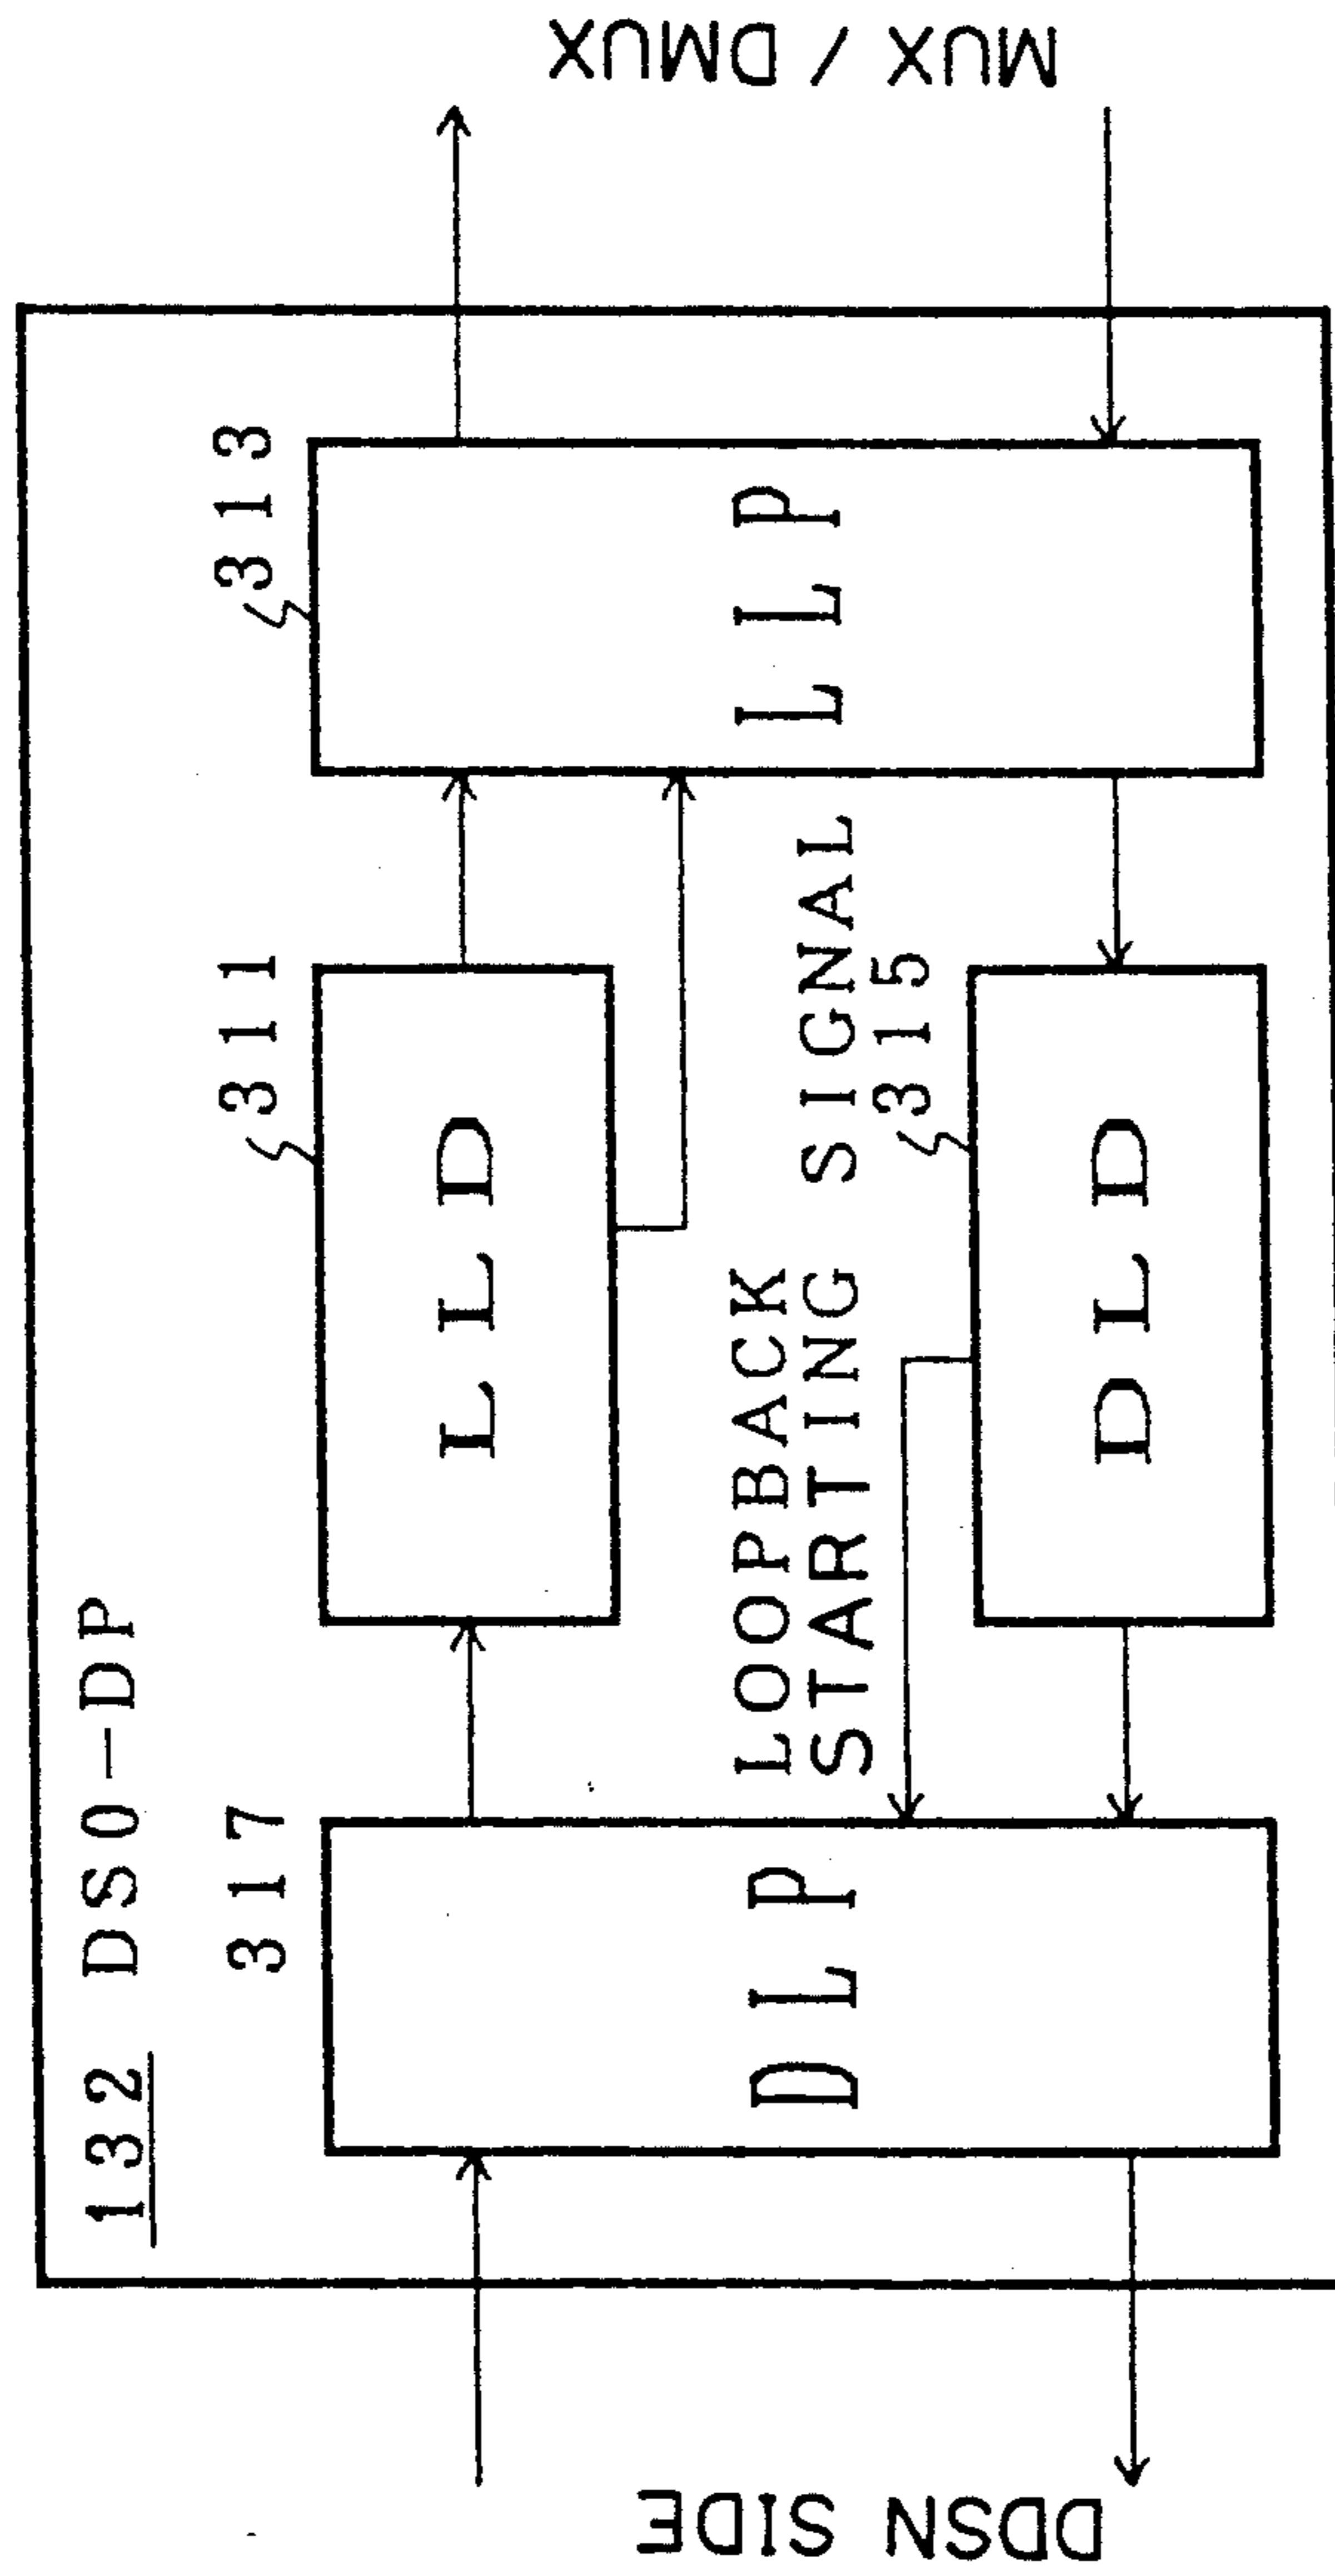 132 DS0-DP
317
311
313
DLP
LLD
LLP
LOOPBACK
STARTING SIGNAL
315
DLD
DDSN SIDE
MUX / DMUX